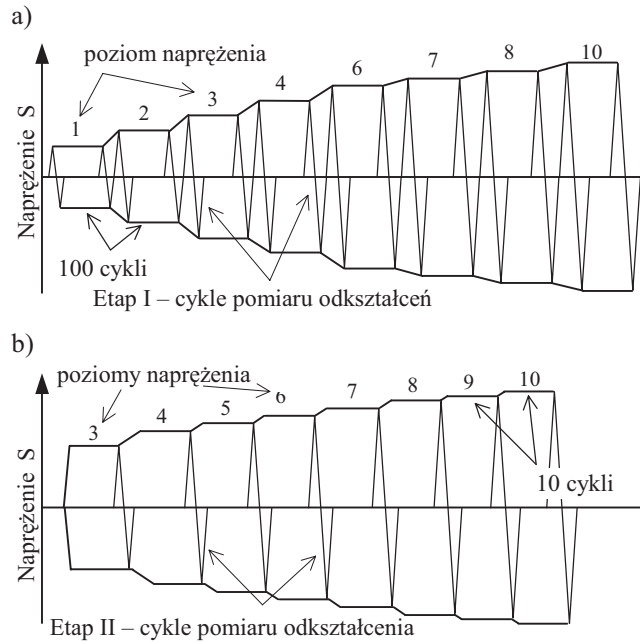 a)
poziom naprężenia
1 2 3 4 6 7 8 10
Naprężenie S
100 cykli
Etap I – cykle pomiaru odkształceń
b)
poziomy naprężenia
3 4 5 6 7 8 9 10
Naprężenie S
10 cykli
Etap II – cykle pomiaru odkształcenia